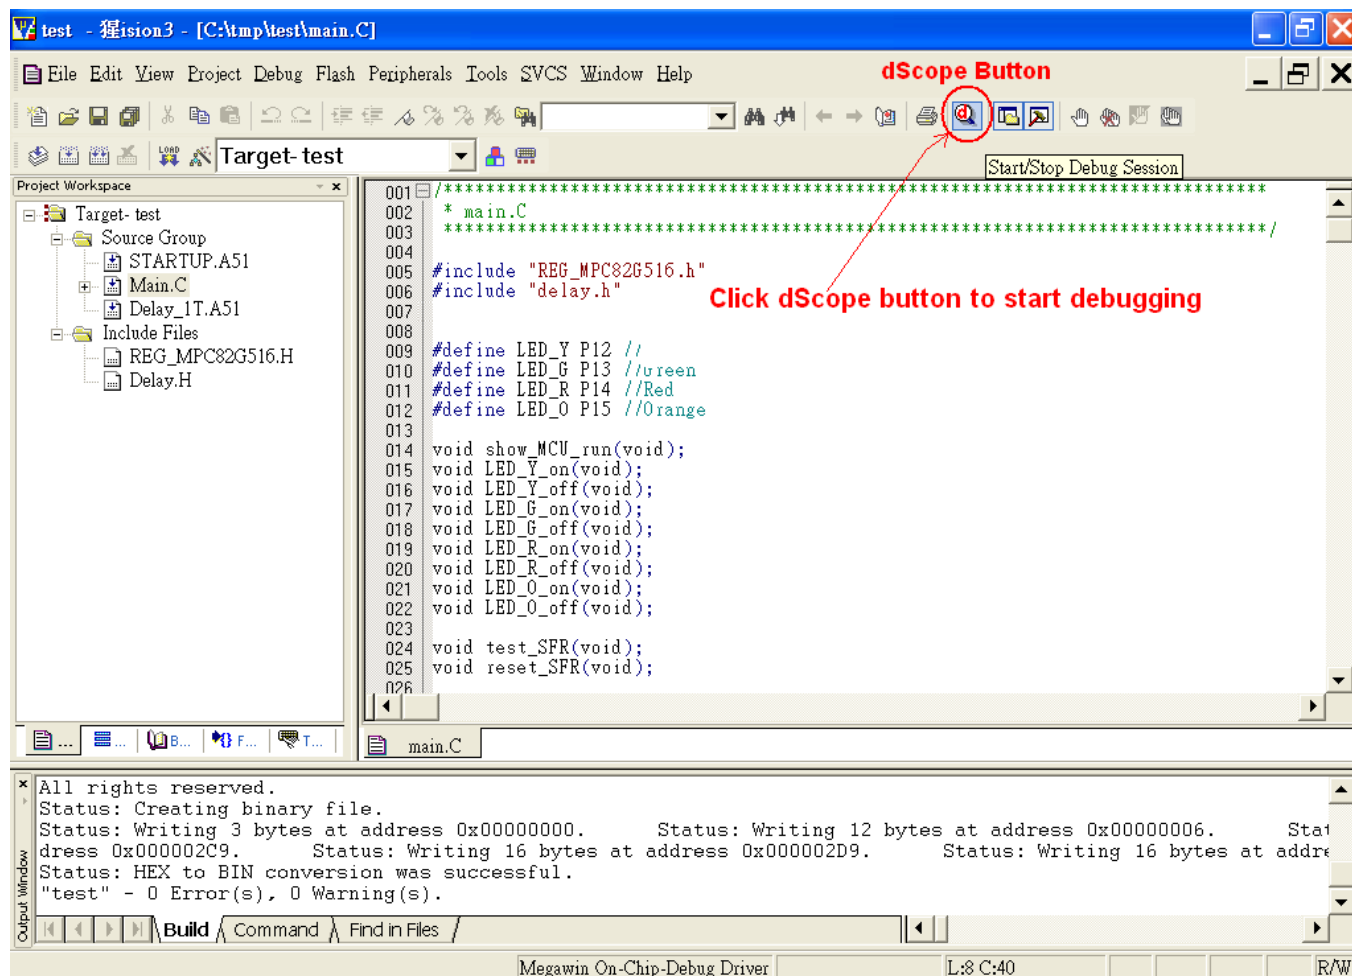 test - 猩ision3 - [C:\tmp\test\main.C]
File Edit View Project Debug Flash Peripherals Tools SVCS Window Help
dScope Button
LOAD
Target- test
Start/Stop Debug Session
Project Workspace
Target- test
Source Group
STARTUP.A51
Main.C
Delay_1T.A51
Include Files
REG_MPC82G516.H
Delay.H
001 /******************************************************************************
002 * main.C
003 ******************************************************************************/
004
005 #include "REG_MPC82G516.h"
006 #include "delay.h"
Click dScope button to start debugging
007
008
009 #define LED_Y P12 //
010 #define LED_G P13 //Green
011 #define LED_R P14 //Red
012 #define LED_O P15 //Orange
013
014 void show_MCU_run(void);
015 void LED_Y_on(void);
016 void LED_Y_off(void);
017 void LED_G_on(void);
018 void LED_G_off(void);
019 void LED_R_on(void);
020 void LED_R_off(void);
021 void LED_O_on(void);
022 void LED_O_off(void);
023
024 void test_SFR(void);
025 void reset_SFR(void);
026
... ... B... F... T...
main.C
All rights reserved.
Status: Creating binary file.
Status: Writing 3 bytes at address 0x00000000. Status: Writing 12 bytes at address 0x00000006. Stat
dress 0x000002C9. Status: Writing 16 bytes at address 0x000002D9. Status: Writing 16 bytes at addre
Status: HEX to BIN conversion was successful.
"test" - 0 Error(s), 0 Warning(s).
Output Window
Build Command Find in Files
Megawin On-Chip-Debug Driver L:8 C:40 R/W